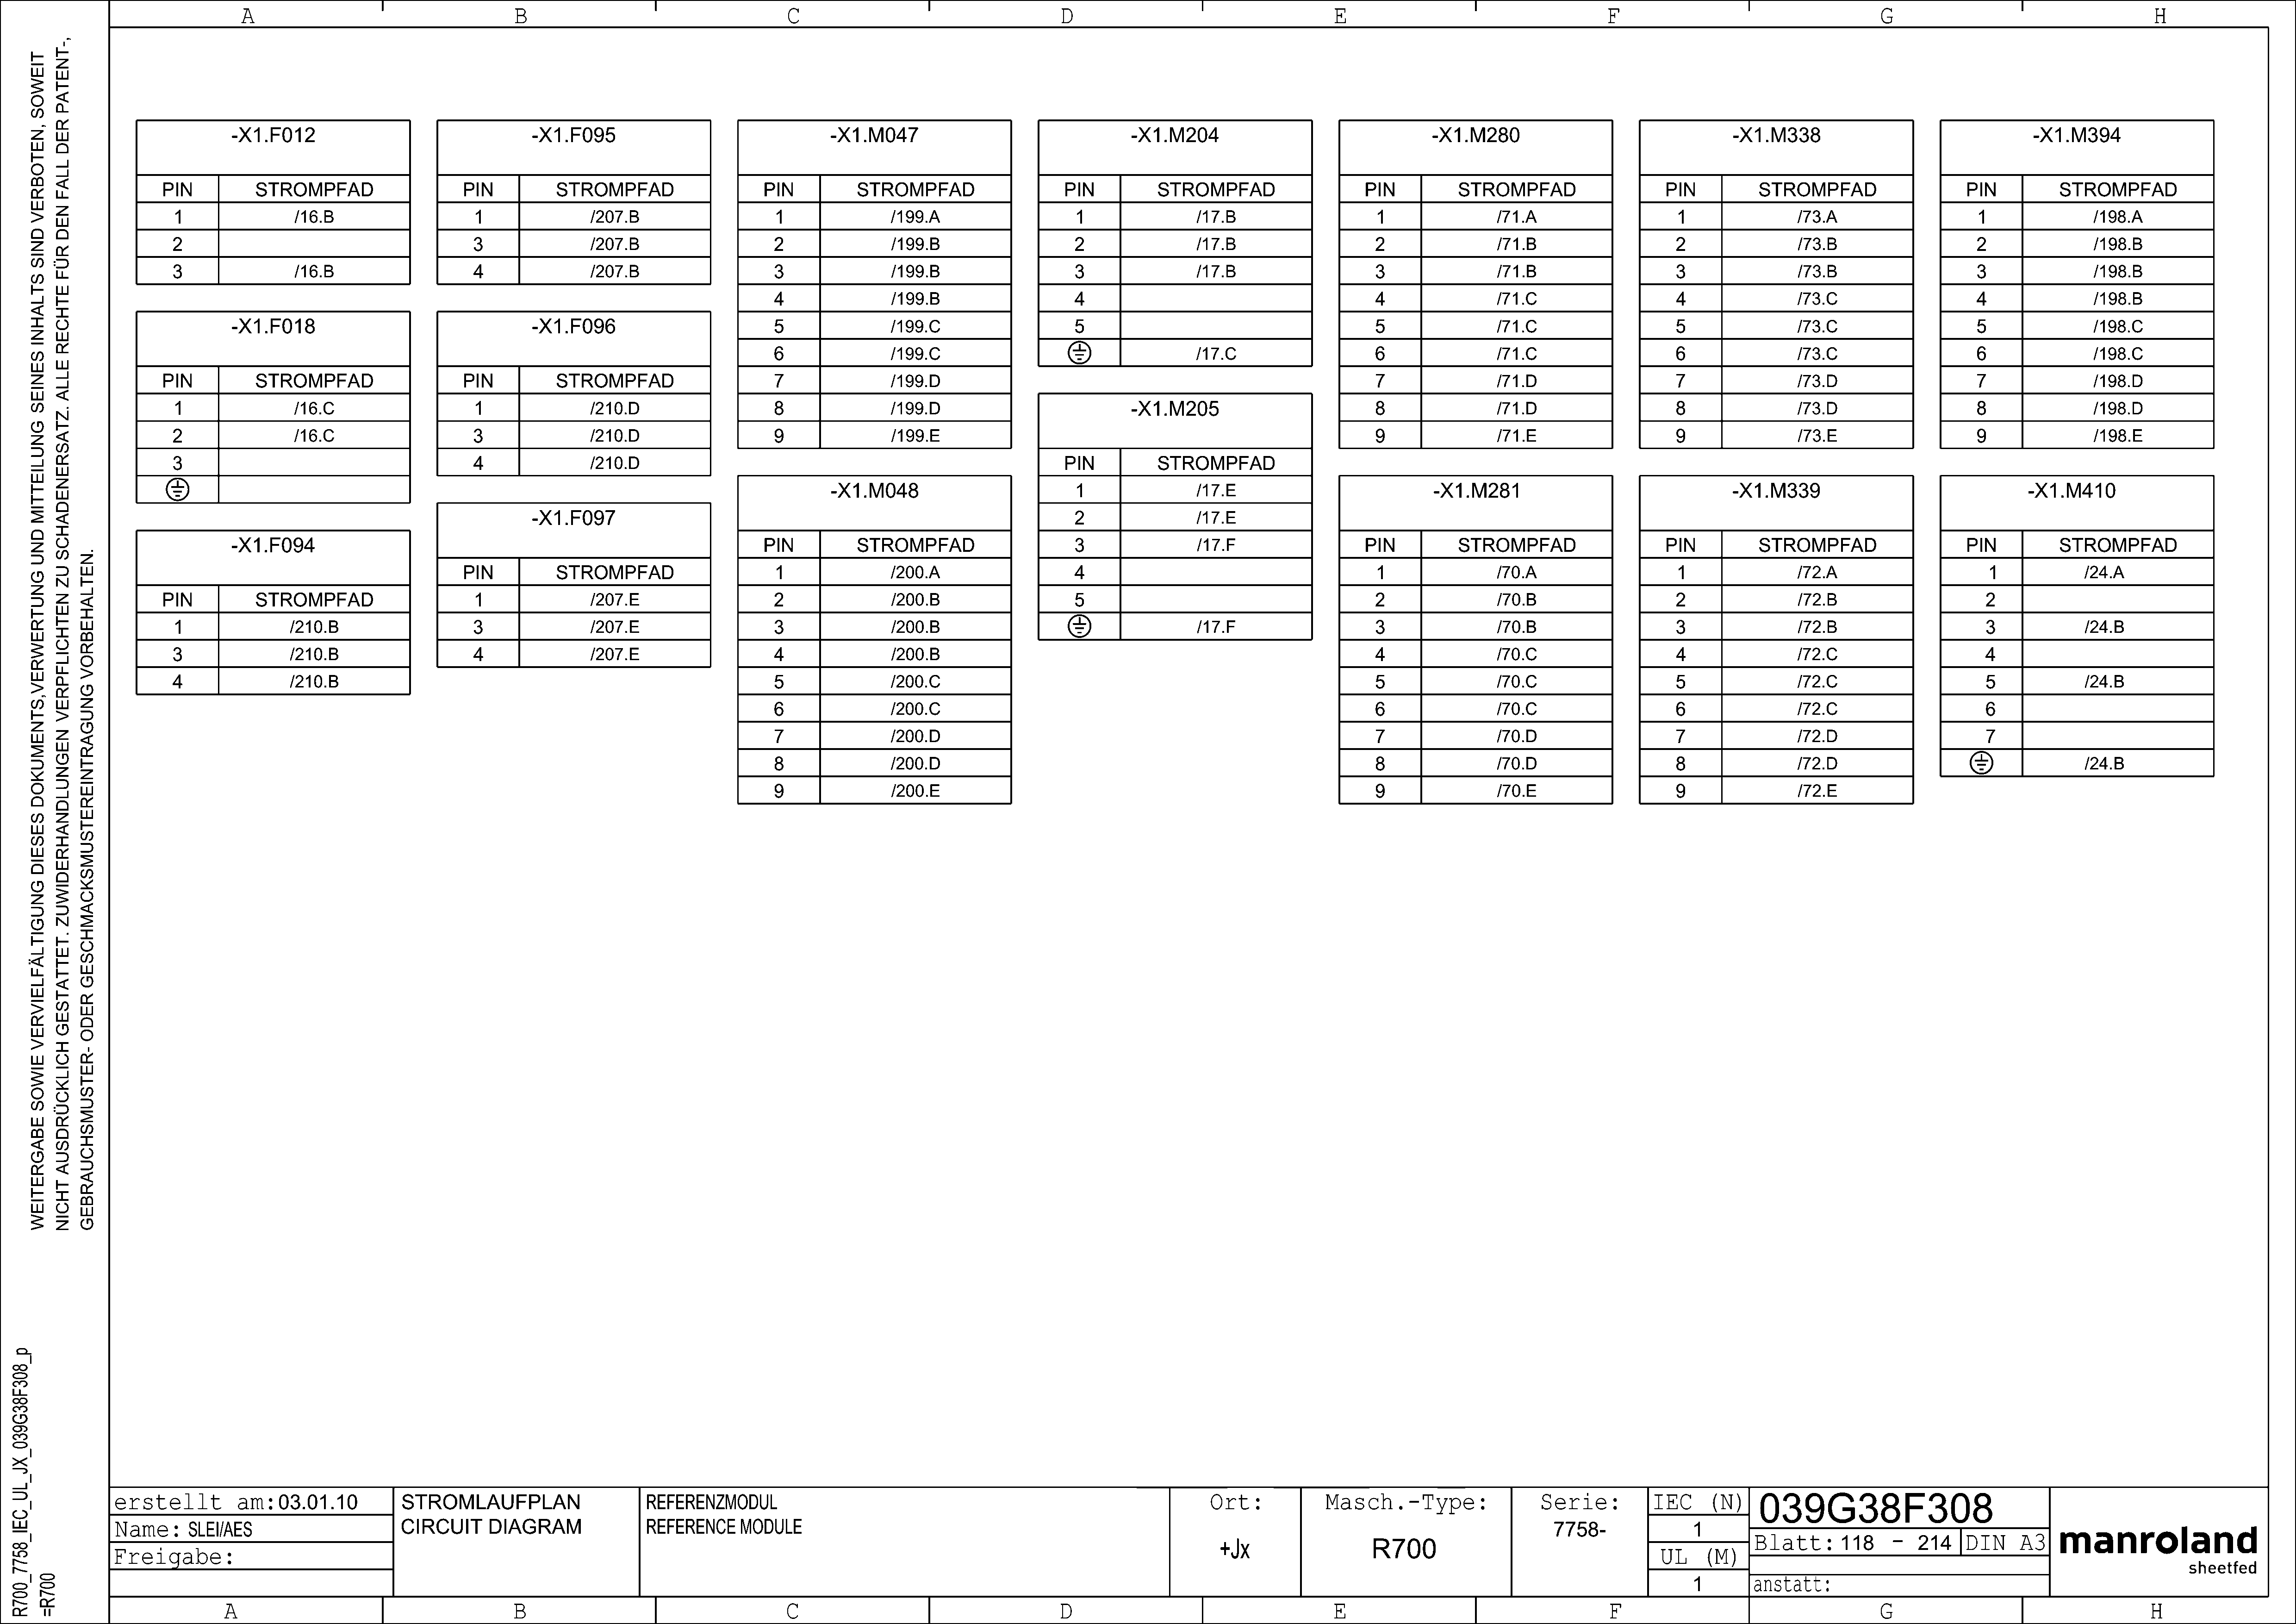 A B C D E F G H
WEITERGABE SOWIE VERVIELFÄLTIGUNG DIESES DOKUMENTS,VERWERTUNG UND MITTEILUNG SEINES INHALTS SIND VERBOTEN, SOWEIT
NICHT AUSDRÜCKLICH GESTATTET. ZUWIDERHANDLUNGEN VERPFLICHTEN ZU SCHADENERSATZ. ALLE RECHTE FÜR DEN FALL DER PATENT-,
GEBRAUCHSMUSTER- ODER GESCHMACKSMUSTEREINTRAGUNG VORBEHALTEN.
R700_7758_IEC_UL_JX_039G38F308_p
=R700
-X1.F012
PIN STROMPFAD
1 /16.B
2
3 /16.B
-X1.F018
PIN STROMPFAD
1 /16.C
2 /16.C
3
-X1.F094
PIN STROMPFAD
1 /210.B
3 /210.B
4 /210.B
-X1.F095
PIN STROMPFAD
1 /207.B
3 /207.B
4 /207.B
-X1.F096
PIN STROMPFAD
1 /210.D
3 /210.D
4 /210.D
-X1.F097
PIN STROMPFAD
1 /207.E
3 /207.E
4 /207.E
-X1.M047
PIN STROMPFAD
1 /199.A
2 /199.B
3 /199.B
4 /199.B
5 /199.C
6 /199.C
7 /199.D
8 /199.D
9 /199.E
-X1.M048
PIN STROMPFAD
1 /200.A
2 /200.B
3 /200.B
4 /200.B
5 /200.C
6 /200.C
7 /200.D
8 /200.D
9 /200.E
-X1.M204
PIN STROMPFAD
1 /17.B
2 /17.B
3 /17.B
4
5
/17.C
-X1.M205
PIN STROMPFAD
1 /17.E
2 /17.E
3 /17.F
4
5
/17.F
-X1.M280
PIN STROMPFAD
1 /71.A
2 /71.B
3 /71.B
4 /71.C
5 /71.C
6 /71.C
7 /71.D
8 /71.D
9 /71.E
-X1.M281
PIN STROMPFAD
1 /70.A
2 /70.B
3 /70.B
4 /70.C
5 /70.C
6 /70.C
7 /70.D
8 /70.D
9 /70.E
-X1.M338
PIN STROMPFAD
1 /73.A
2 /73.B
3 /73.B
4 /73.C
5 /73.C
6 /73.C
7 /73.D
8 /73.D
9 /73.E
-X1.M339
PIN STROMPFAD
1 /72.A
2 /72.B
3 /72.B
4 /72.C
5 /72.C
6 /72.C
7 /72.D
8 /72.D
9 /72.E
-X1.M394
PIN STROMPFAD
1 /198.A
2 /198.B
3 /198.B
4 /198.B
5 /198.C
6 /198.C
7 /198.D
8 /198.D
9 /198.E
-X1.M410
PIN STROMPFAD
1 /24.A
2
3 /24.B
4
5 /24.B
6
7
/24.B
erstellt am: 03.01.10
Name: SLEI/AES
Freigabe:
STROMLAUFPLAN
CIRCUIT DIAGRAM
REFERENZMODUL
REFERENCE MODULE
Ort:
+Jx
Masch.-Type:
R700
Serie:
7758-
IEC (N)
1
UL (M)
1
039G38F308
Blatt: 118 - 214 DIN A3
anstatt:
manroland
sheetfed
A B C D E F G H